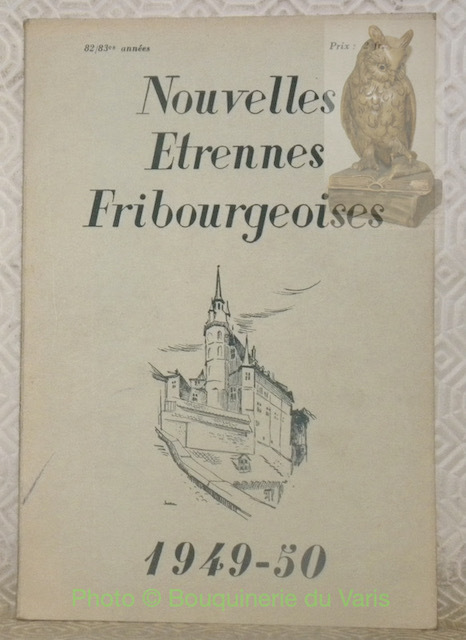 82/83es années Prix :
Nouvelles
Etrennes
Fribourgeoises
1949-50
Photo © Bouquinerie du Varis